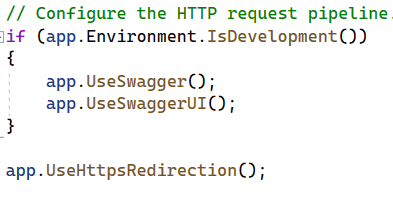 // Configure the HTTP request pipeline.
if (app.Environment.IsDevelopment())
{
    app.UseSwagger();
    app.UseSwaggerUI();
}
app.UseHttpsRedirection();